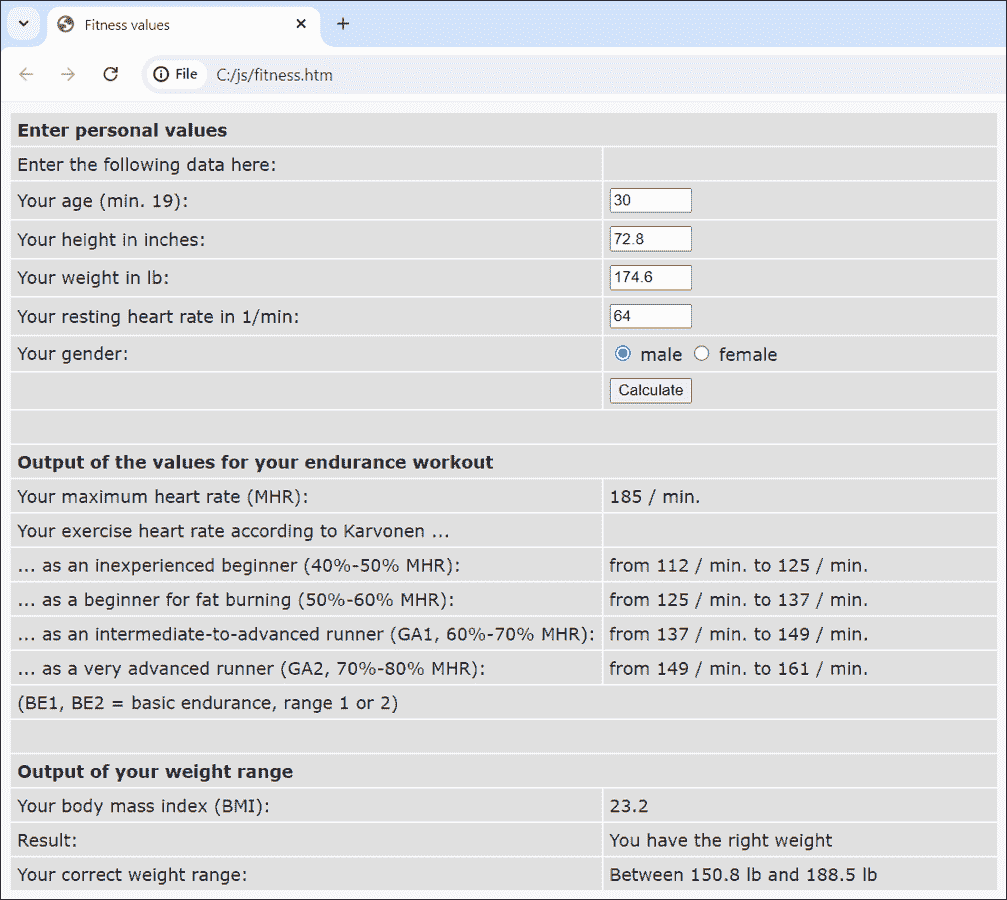 Fitness values
File C:/js/fitness.htm
Enter personal values
Enter the following data here:
Your age (min. 19): 30
Your height in inches: 72.8
Your weight in lb: 174.6
Your resting heart rate in 1/min: 64
Your gender: male female
Calculate
Output of the values for your endurance workout
Your maximum heart rate (MHR): 185 / min.
Your exercise heart rate according to Karvonen ...
... as an inexperienced beginner (40%-50% MHR): from 112 / min. to 125 / min.
... as a beginner for fat burning (50%-60% MHR): from 125 / min. to 137 / min.
... as an intermediate-to-advanced runner (GA1, 60%-70% MHR): from 137 / min. to 149 / min.
... as a very advanced runner (GA2, 70%-80% MHR): from 149 / min. to 161 / min.
(BE1, BE2 = basic endurance, range 1 or 2)
Output of your weight range
Your body mass index (BMI): 23.2
Result: You have the right weight
Your correct weight range: Between 150.8 lb and 188.5 lb